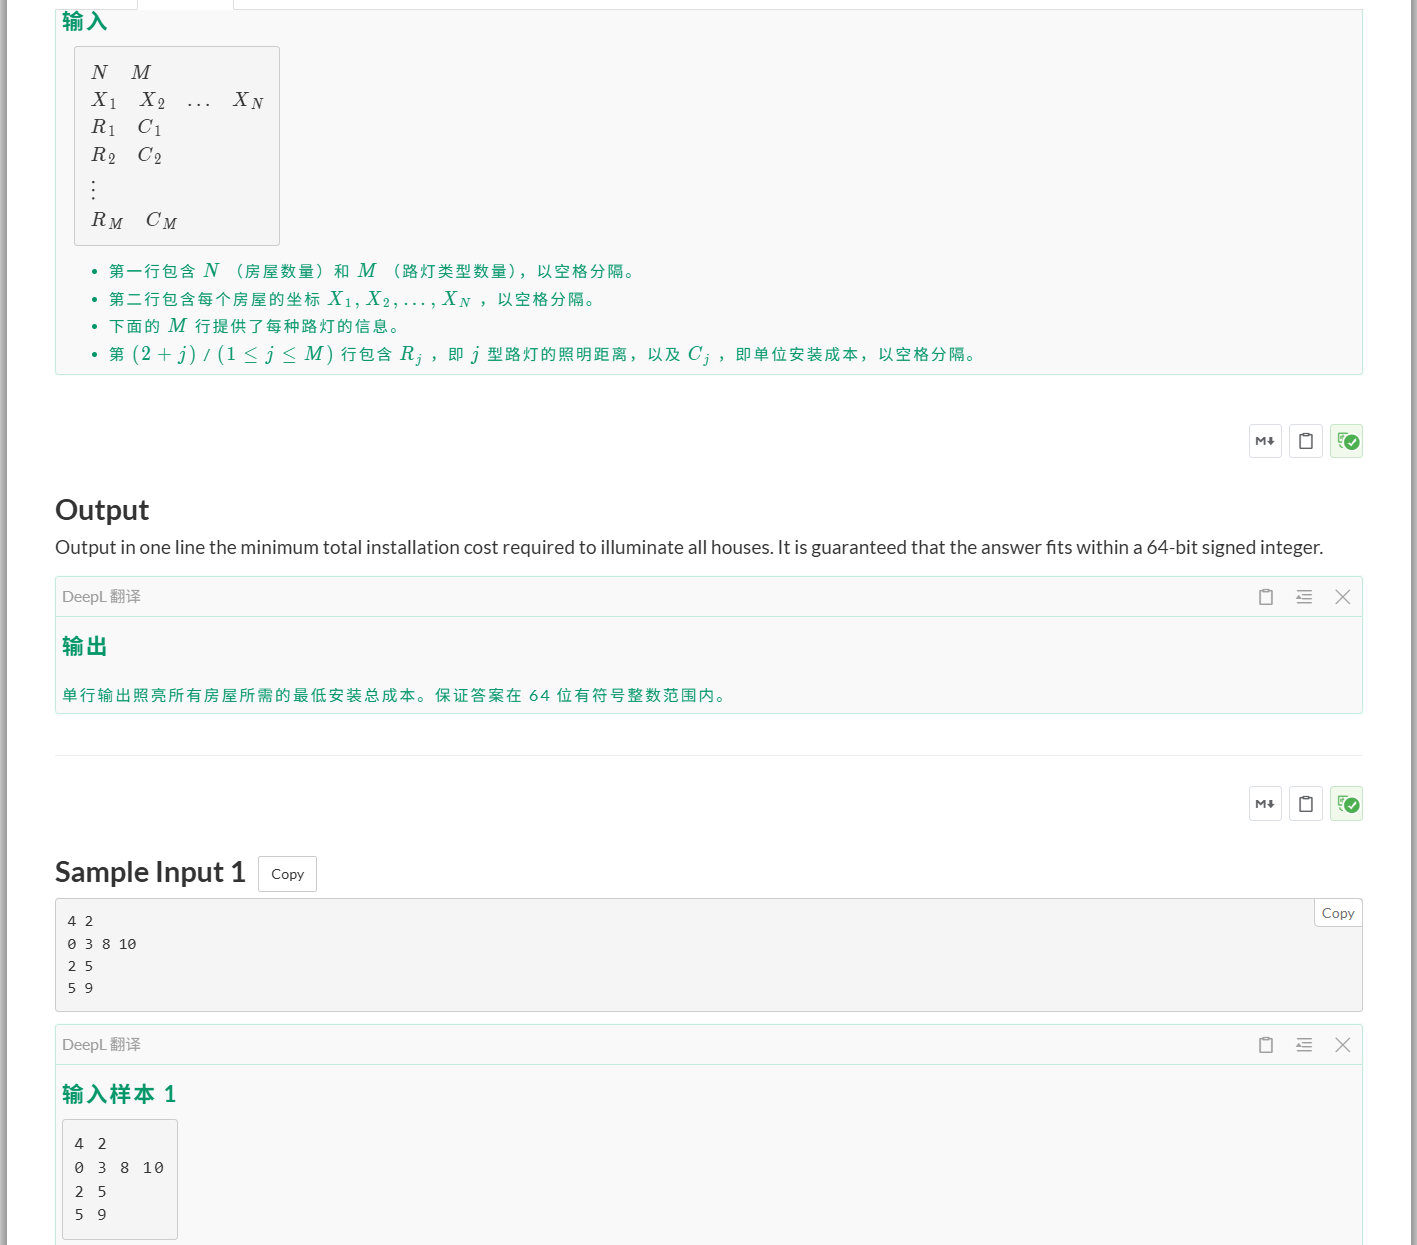 输入
N M
X1 X2 ... XN
R1 C1
R2 C2
⋮
RM CM
• 第一行包含 N （房屋数量）和 M （路灯类型数量），以空格分隔。
• 第二行包含每个房屋的坐标 X1, X2, ..., XN ，以空格分隔。
• 下面的 M 行提供了每种路灯的信息。
• 第 (2 + j) / (1 ≤ j ≤ M) 行包含 Rj ，即 j 型路灯的照明距离，以及 Cj ，即单位安装成本，以空格分隔。
M↓
Output
Output in one line the minimum total installation cost required to illuminate all houses. It is guaranteed that the answer fits within a 64-bit signed integer.
DeepL 翻译
输出
单行输出照亮所有房屋所需的最低安装总成本。保证答案在 64 位有符号整数范围内。
M↓
Sample Input 1 Copy
Copy
4 2
0 3 8 10
2 5
5 9
DeepL 翻译
输入样本 1
4 2
0 3 8 10
2 5
5 9